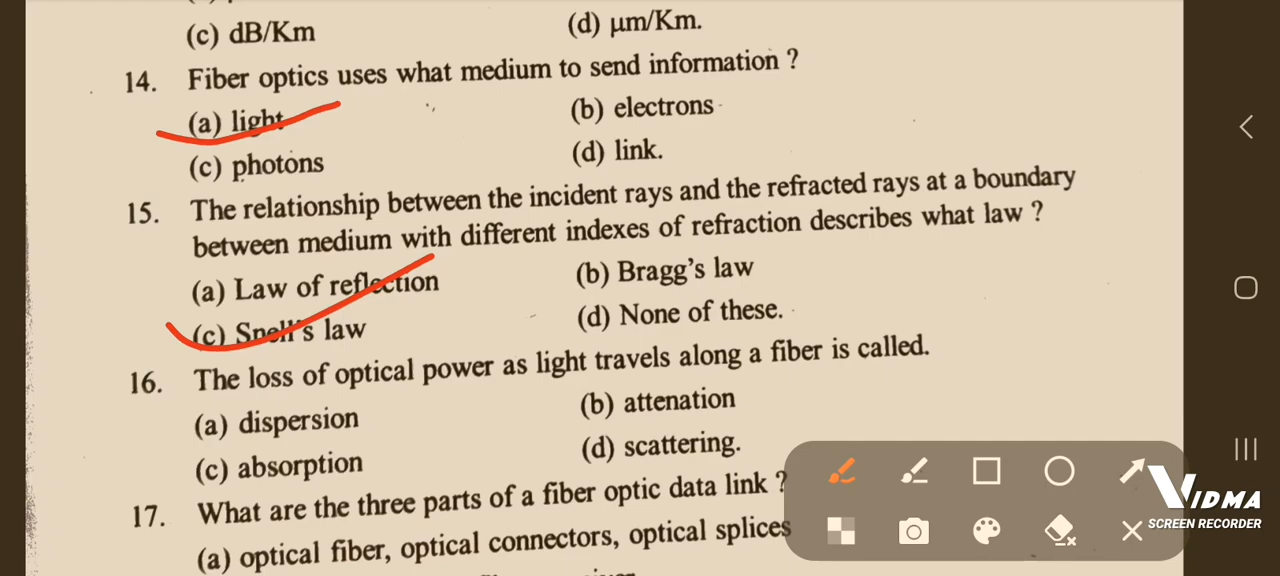 (c) dB/Km
(d) μm/Km.
14. Fiber optics uses what medium to send information ?
(a) light
(b) electrons
(c) photons
(d) link.
15. The relationship between the incident rays and the refracted rays at a boundary
between medium with different indexes of refraction describes what law ?
(a) Law of reflection
(b) Bragg's law
(c) Snell's law
(d) None of these.
16. The loss of optical power as light travels along a fiber is called.
(a) dispersion
(b) attenation
(c) absorption
(d) scattering.
17. What are the three parts of a fiber optic data link ?
(a) optical fiber, optical connectors, optical splices
VIDMA
SCREEN RECORDER